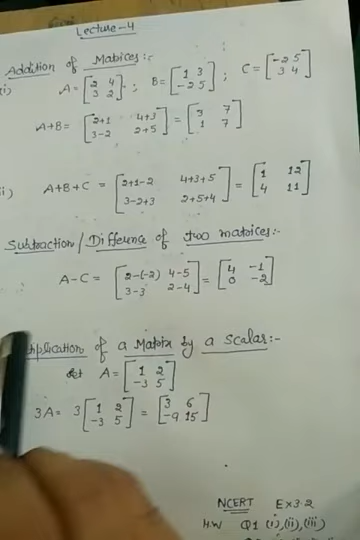 Lecture-4
Addition of Matices:-
(i) A = [2 4; 3 2]; B = [1 3; -2 5]; C = [-2 5; 3 4]
A+B = [2+1 4+3; 3-2 2+5] = [3 7; 1 7]
ii) A+B+C = [2+1-2 4+3+5; 3-2+3 2+5+4] = [1 12; 4 11]
Subtraction/Diffience of two matrices:-
A-C = [2-(-2) 4-5; 3-3 2-4] = [4 -1; 0 -2]
tiplication of a Matrix by a Scalar:-
let A = [1 2; -3 5]
3A = 3 [1 2; -3 5] = [3 6; -9 15]
NCERT Ex 3.2
H.W Q1 (i),(ii),(iii)